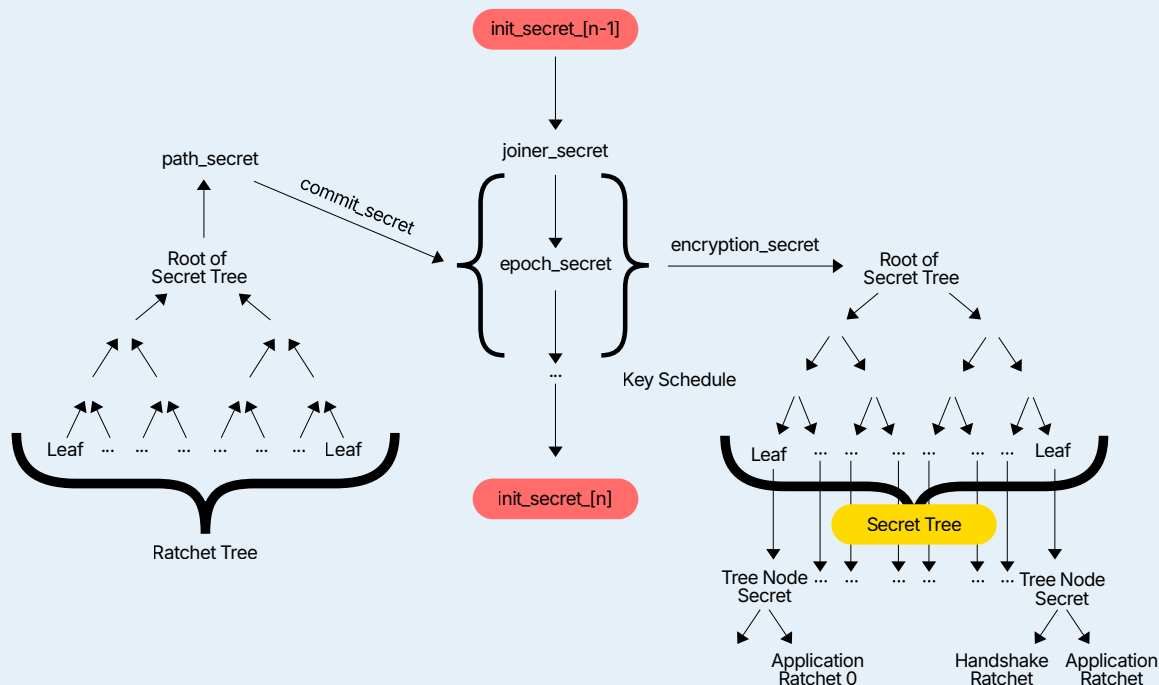 init_secret_[n-1]
joiner_secret
path_secret
commit_secret
encryption_secret
Root of
Secret Tree
epoch_secret
Root of
Secret Tree
...
Key Schedule
Leaf
...
...
...
...
...
...
Leaf
Leaf
...
...
...
...
...
...
Leaf
init_secret_[n]
Secret Tree
Ratchet Tree
Tree Node
Secret
...
...
...
...
...
...
Tree Node
Secret
Application
Ratchet 0
Handshake
Ratchet
Application
Ratchet